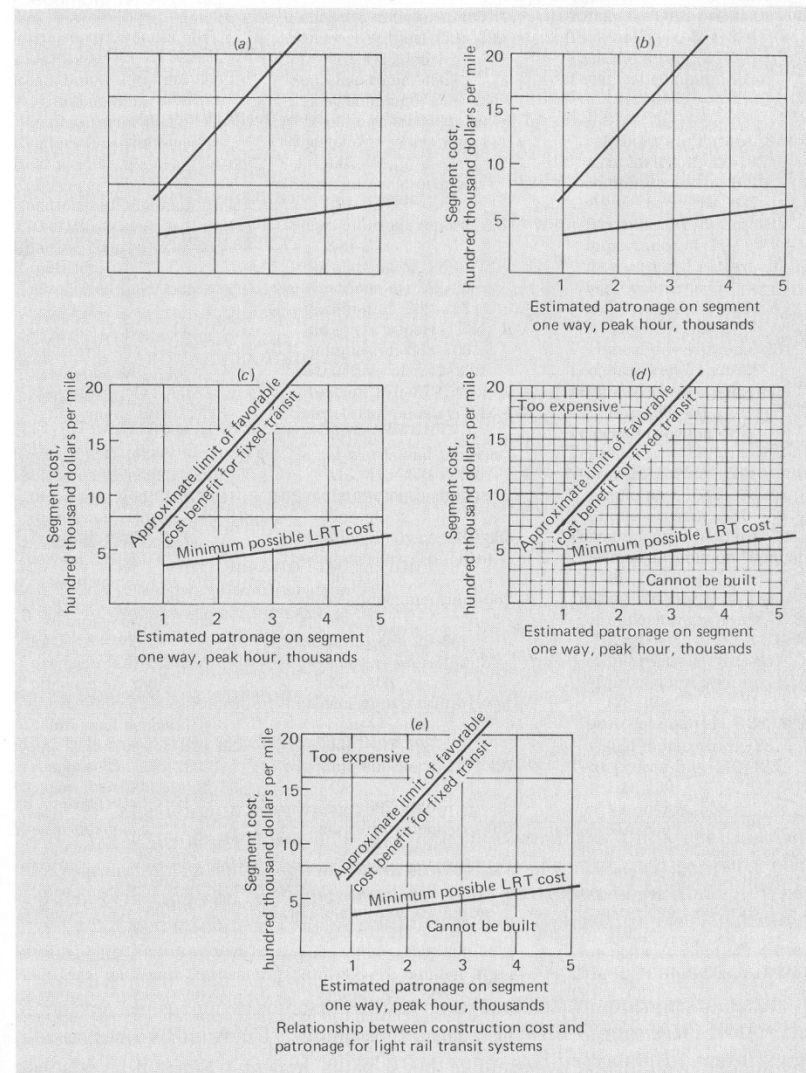 (a)
(b)
Segment cost,
hundred thousand dollars per mile
20
15
10
5
1 2 3 4 5
Estimated patronage on segment
one way, peak hour, thousands
(c)
Segment cost,
hundred thousand dollars per mile
20
15
10
5
Approximate limit of favorable
cost benefit for fixed transit
Minimum possible LRT cost
1 2 3 4 5
Estimated patronage on segment
one way, peak hour, thousands
(d)
Segment cost,
hundred thousand dollars per mile
20
15
10
5
Too expensive
Approximate limit of favorable
cost benefit for fixed transit
Minimum possible LRT cost
Cannot be built
1 2 3 4 5
Estimated patronage on segment
one way, peak hour, thousands
(e)
Segment cost,
hundred thousand dollars per mile
20
15
10
5
Too expensive
Approximate limit of favorable
cost benefit for fixed transit
Minimum possible LRT cost
Cannot be built
1 2 3 4 5
Estimated patronage on segment
one way, peak hour, thousands
Relationship between construction cost and
patronage for light rail transit systems